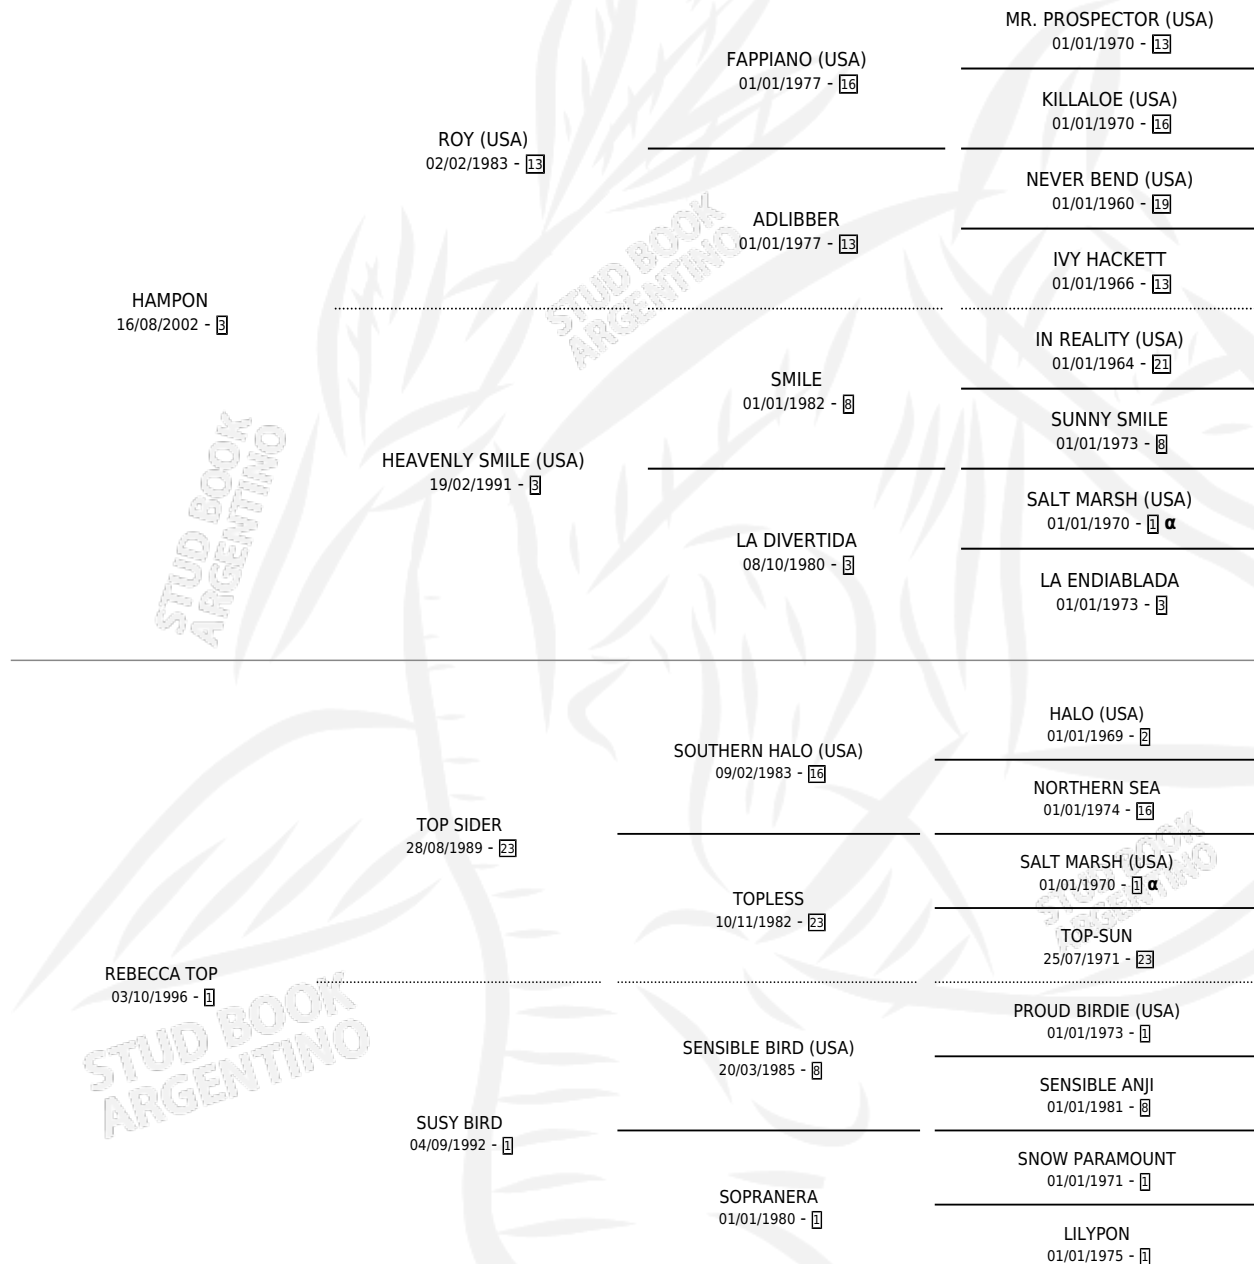 MR. PROSPECTOR (USA)
01/01/1970 - 13
FAPPIANO (USA)
01/01/1977 - 16
KILLALOE (USA)
01/01/1970 - 16
ROY (USA)
02/02/1983 - 13
NEVER BEND (USA)
01/01/1960 - 19
ADLIBBER
01/01/1977 - 13
IVY HACKETT
01/01/1966 - 13
HAMPON
16/08/2002 - 3
IN REALITY (USA)
01/01/1964 - 21
SMILE
01/01/1982 - 8
SUNNY SMILE
01/01/1973 - 8
HEAVENLY SMILE (USA)
19/02/1991 - 3
SALT MARSH (USA)
01/01/1970 - 1 α
LA DIVERTIDA
08/10/1980 - 3
LA ENDIABLADA
01/01/1973 - 3
HALO (USA)
01/01/1969 - 2
SOUTHERN HALO (USA)
09/02/1983 - 16
NORTHERN SEA
01/01/1974 - 16
TOP SIDER
28/08/1989 - 23
SALT MARSH (USA)
01/01/1970 - 1 α
TOPLESS
10/11/1982 - 23
TOP-SUN
25/07/1971 - 23
REBECCA TOP
03/10/1996 - 1
PROUD BIRDIE (USA)
01/01/1973 - 1
SENSIBLE BIRD (USA)
20/03/1985 - 8
SENSIBLE ANJI
01/01/1981 - 8
SUSY BIRD
04/09/1992 - 1
SNOW PARAMOUNT
01/01/1971 - 1
SOPRANERA
01/01/1980 - 1
LILYPON
01/01/1975 - 1
STUD BOOK
ARGENTINO
STUD BOOK
ARGENTINO
STUD BOOK
ARGENTINO
STUD BOOK
ARGENTINO